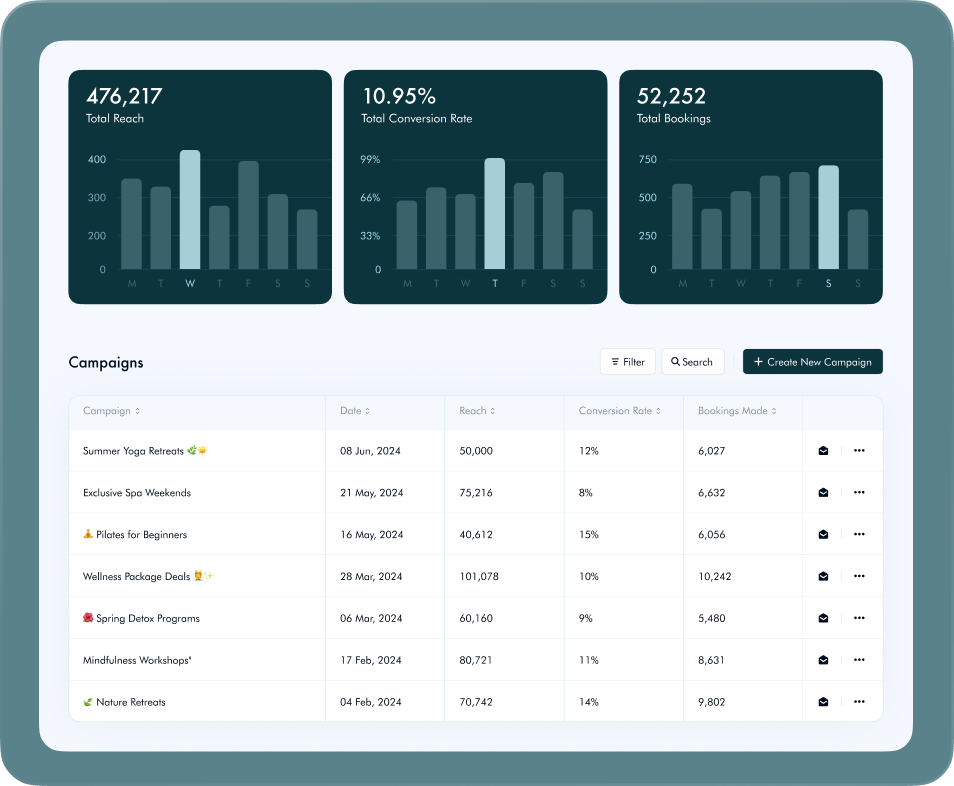 476,217
Total Reach
400
300
200
0
M T W T F S S
10.95%
Total Conversion Rate
99%
66%
33%
0
M T W T F S S
52,252
Total Bookings
750
500
250
0
M T W T F S S
Campaigns
Filter
Search
+ Create New Campaign
Campaign Date Reach Conversion Rate Bookings Made
Summer Yoga Retreats 🌿☀️ 08 Jun, 2024 50,000 12% 6,027
Exclusive Spa Weekends 21 May, 2024 75,216 8% 6,632
🧘 Pilates for Beginners 16 May, 2024 40,612 15% 6,056
Wellness Package Deals 💆✨ 28 Mar, 2024 101,078 10% 10,242
🌺 Spring Detox Programs 06 Mar, 2024 60,160 9% 5,480
Mindfulness Workshops" 17 Feb, 2024 80,721 11% 8,631
🌿 Nature Retreats 04 Feb, 2024 70,742 14% 9,802